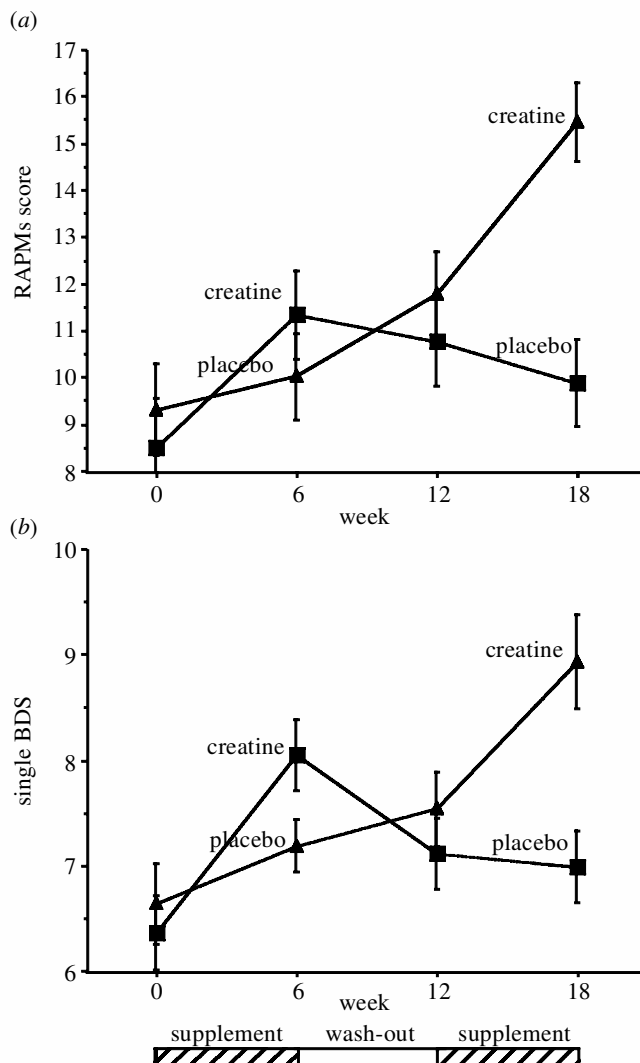 (a)
17
16
creatine
15
14
RAPMs score
13
12
creatine
11
placebo
placebo
10
9
8
0 6 12 18
week
(b)
10
9
creatine
single BDS
8
creatine
placebo
placebo
7
6
0 6 12 18
week
supplement wash-out supplement